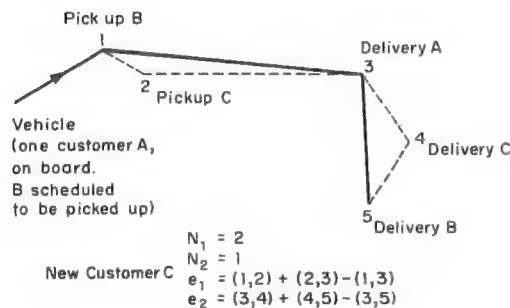 Pick up B
1
Delivery A
3
2
Pickup C
Vehicle
(one customer A,
on board.
B scheduled
to be picked up)
4
Delivery C
5
Delivery B
N₁ = 2
N₂ = 1
New Customer C
e₁ = (1,2) + (2,3) - (1,3)
e₂ = (3,4) + (4,5) - (3,5)